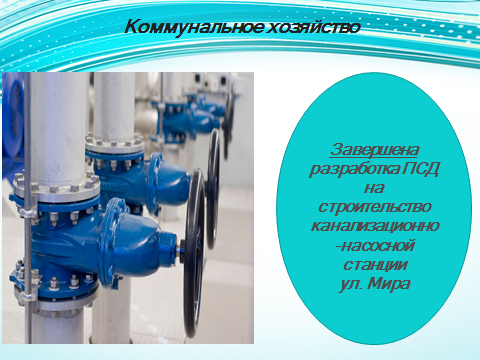 Коммунальное хозяйство
Завершена
разработка ПСД
на
строительство
канализационно
-насосной
станции
ул. Мира